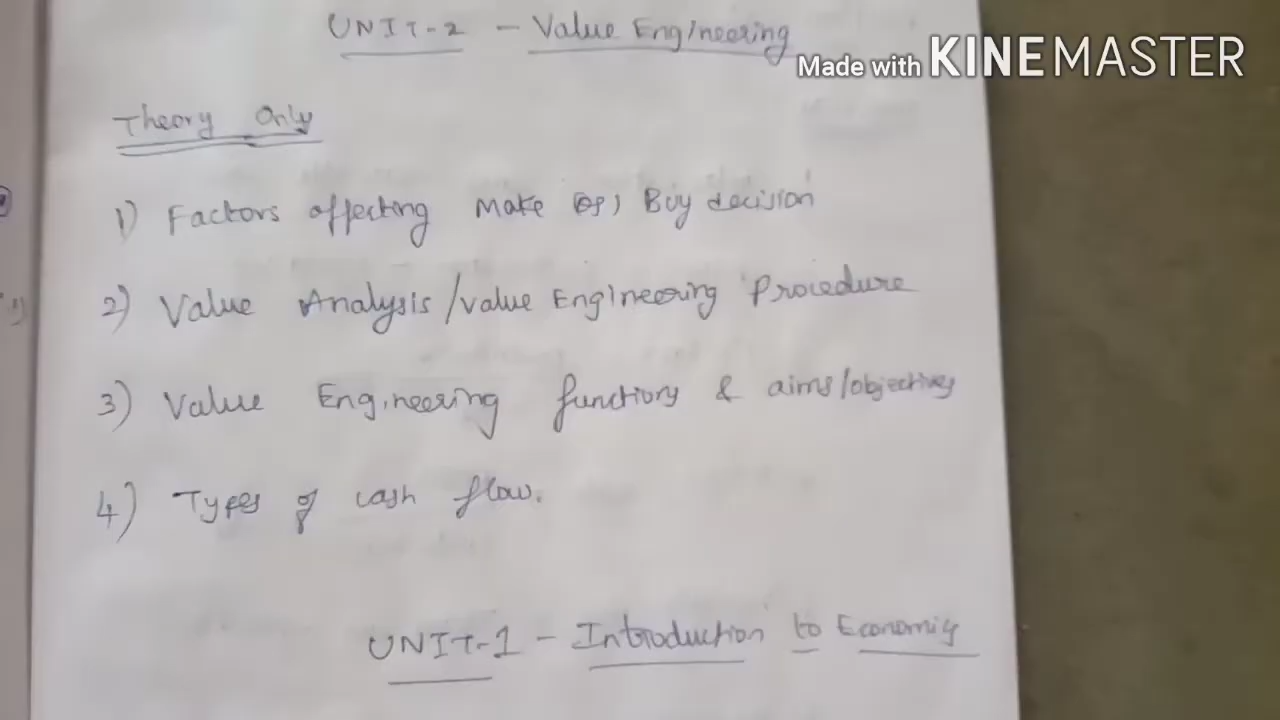 UNIT-2 - Value Engineering
Made with KINEMASTER
Theory Only
1) Factors affecting Make (or) Buy decision
2) Value Analysis/value Engineering Procedure
3) Value Engineering functions & aims/objectives
4) Types of cash flow.
UNIT-1 - Introduction to Economics